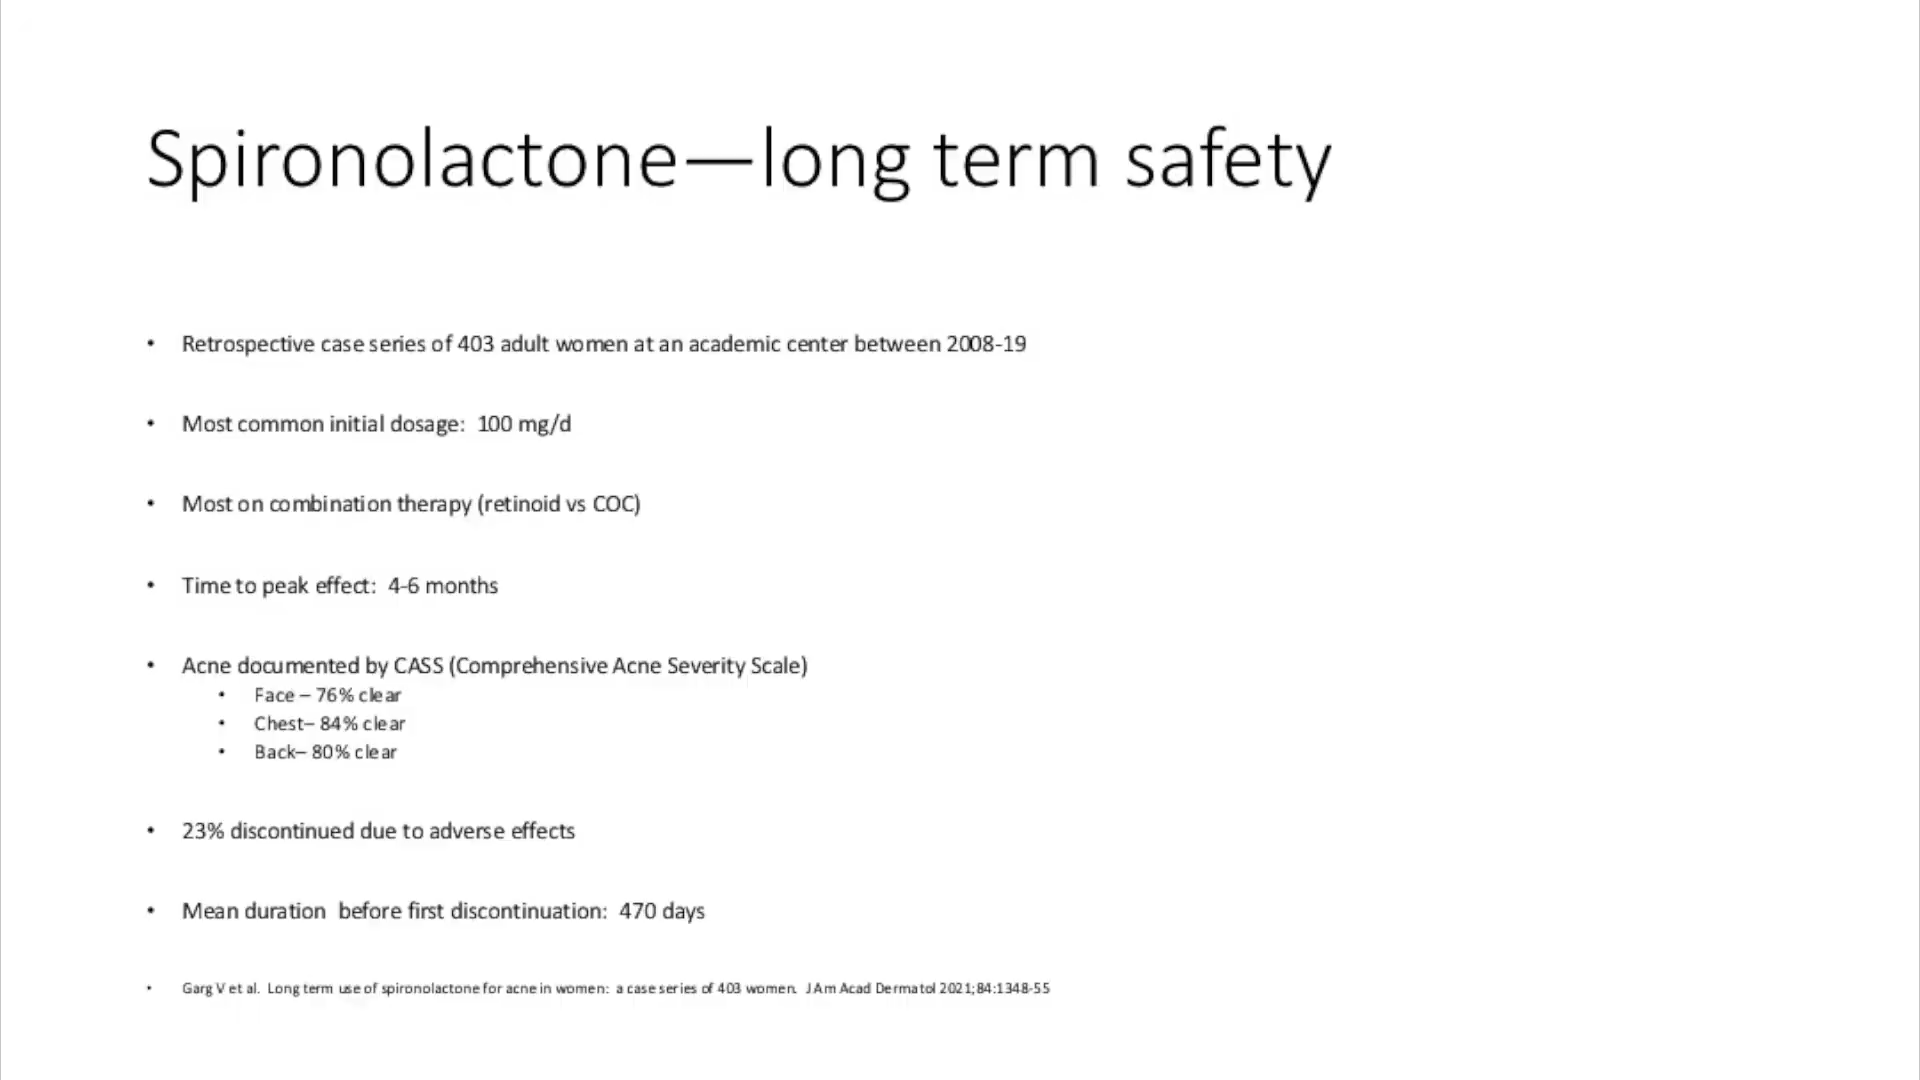 Spironolactone—long term safety
• Retrospective case series of 403 adult women at an academic center between 2008-19
• Most common initial dosage: 100 mg/d
• Most on combination therapy (retinoid vs COC)
• Time to peak effect: 4-6 months
• Acne documented by CASS (Comprehensive Acne Severity Scale)
• Face – 76% clear
• Chest– 84% clear
• Back– 80% clear
• 23% discontinued due to adverse effects
• Mean duration before first discontinuation: 470 days
• Garg V et al. Long term use of spironolactone for acne in women: a case series of 403 women. J Am Acad Dermatol 2021;84:1348-55